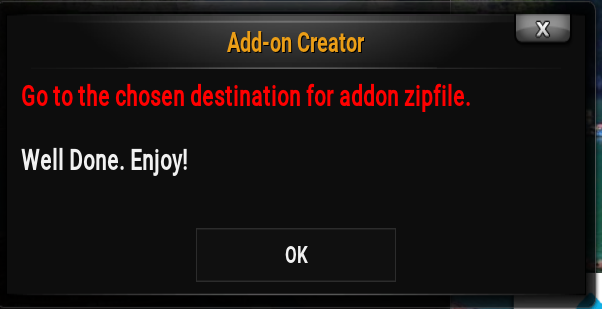 Add-on Creator
X
Go to the chosen destination for addon zipfile.
Well Done. Enjoy!
OK